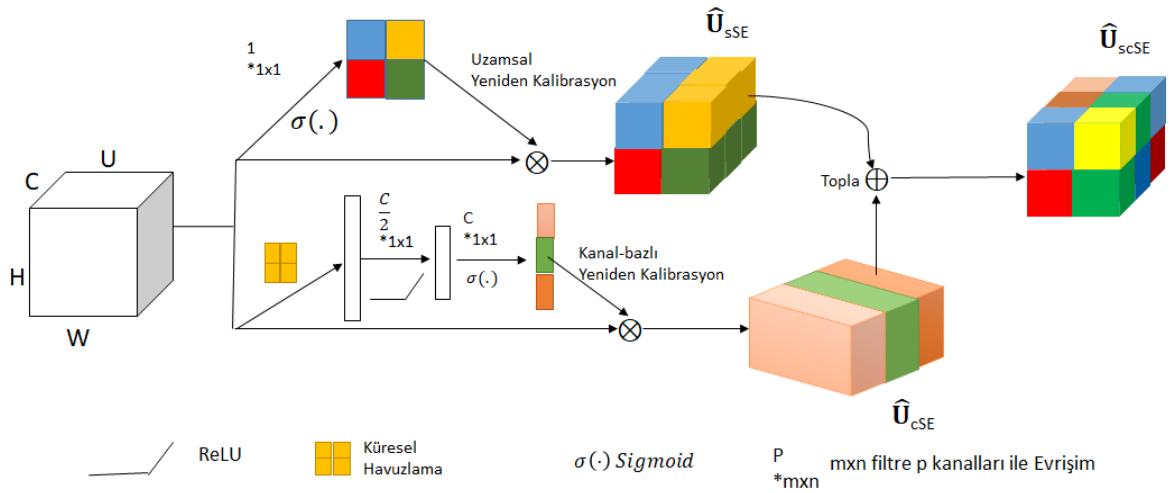 1
*1x1
σ(.)
Uzamsal
Yeniden Kalibrasyon
Û_sSE
Û_scSE
U
C
H
W
C/2
*1x1
C
*1x1
σ(.)
Kanal-bazlı
Yeniden Kalibrasyon
Topla
Û_cSE
ReLU
Küresel
Havuzlama
σ(·) Sigmoid
P
*mxn
mxn filtre p kanalları ile Evrişim